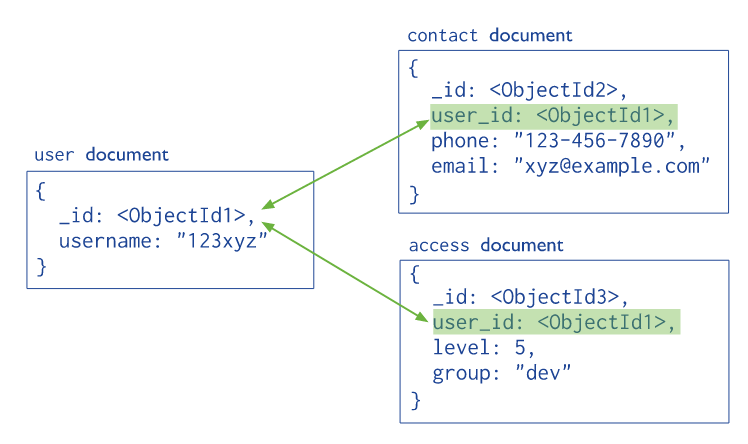 contact document
{
_id: <ObjectId2>,
user_id: <ObjectId1>,
phone: "123-456-7890",
email: "xyz@example.com"
}
user document
{
_id: <ObjectId1>,
username: "123xyz"
}
access document
{
_id: <ObjectId3>,
user_id: <ObjectId1>,
level: 5,
group: "dev"
}